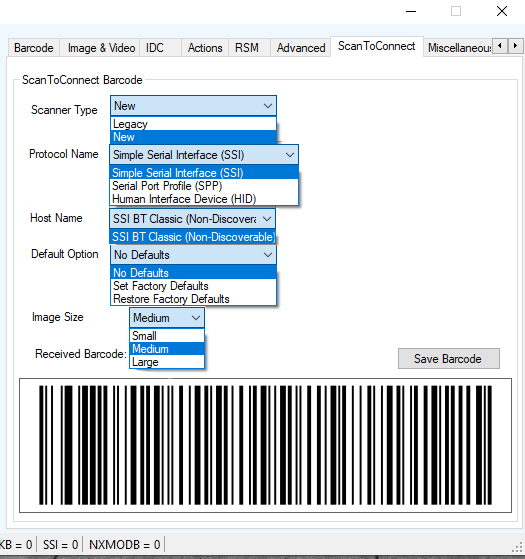 Barcode Image & Video IDC Actions RSM Advanced ScanToConnect Miscellaneous
ScanToConnect Barcode
Scanner Type New
Legacy
New
Protocol Name Simple Serial Interface (SSI)
Simple Serial Interface (SSI)
Serial Port Profile (SPP)
Human Interface Device (HID)
Host Name SSI BT Classic (Non-Discovera
SSI BT Classic (Non-Discoverable)
Default Option No Defaults
No Defaults
Set Factory Defaults
Restore Factory Defaults
Image Size Medium
Small
Medium
Large
Received Barcode: Save Barcode
KB = 0 SSI = 0 NXMODB = 0